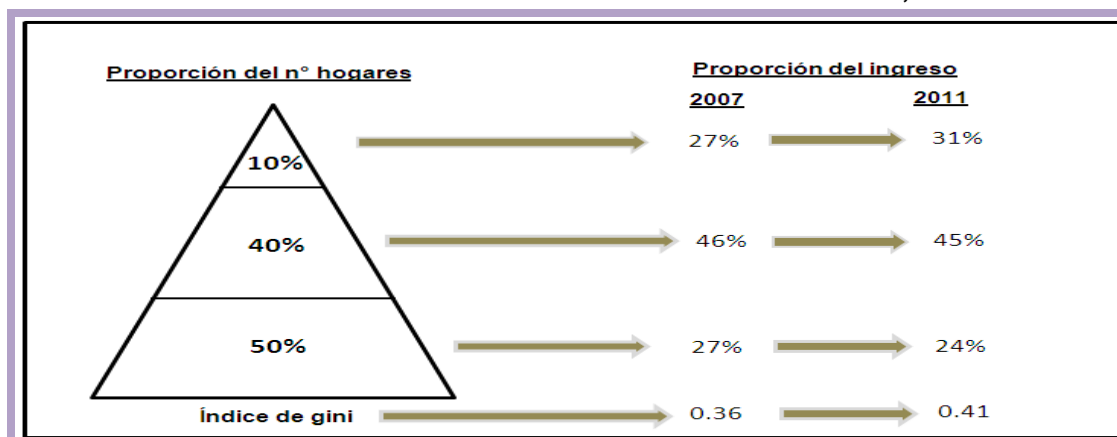 Proporción del n° hogares
Proporción del ingreso
2007 2011
10% 27% 31%
40% 46% 45%
50% 27% 24%
Índice de gini 0.36 0.41